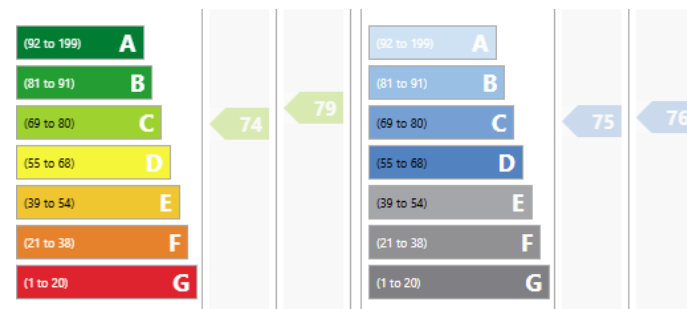 (92 to 199) A
(81 to 91) B
(69 to 80) C
(55 to 68) D
(39 to 54) E
(21 to 38) F
(1 to 20) G
74
79
(92 to 199) A
(81 to 91) B
(69 to 80) C
(55 to 68) D
(39 to 54) E
(21 to 38) F
(1 to 20) G
75
76